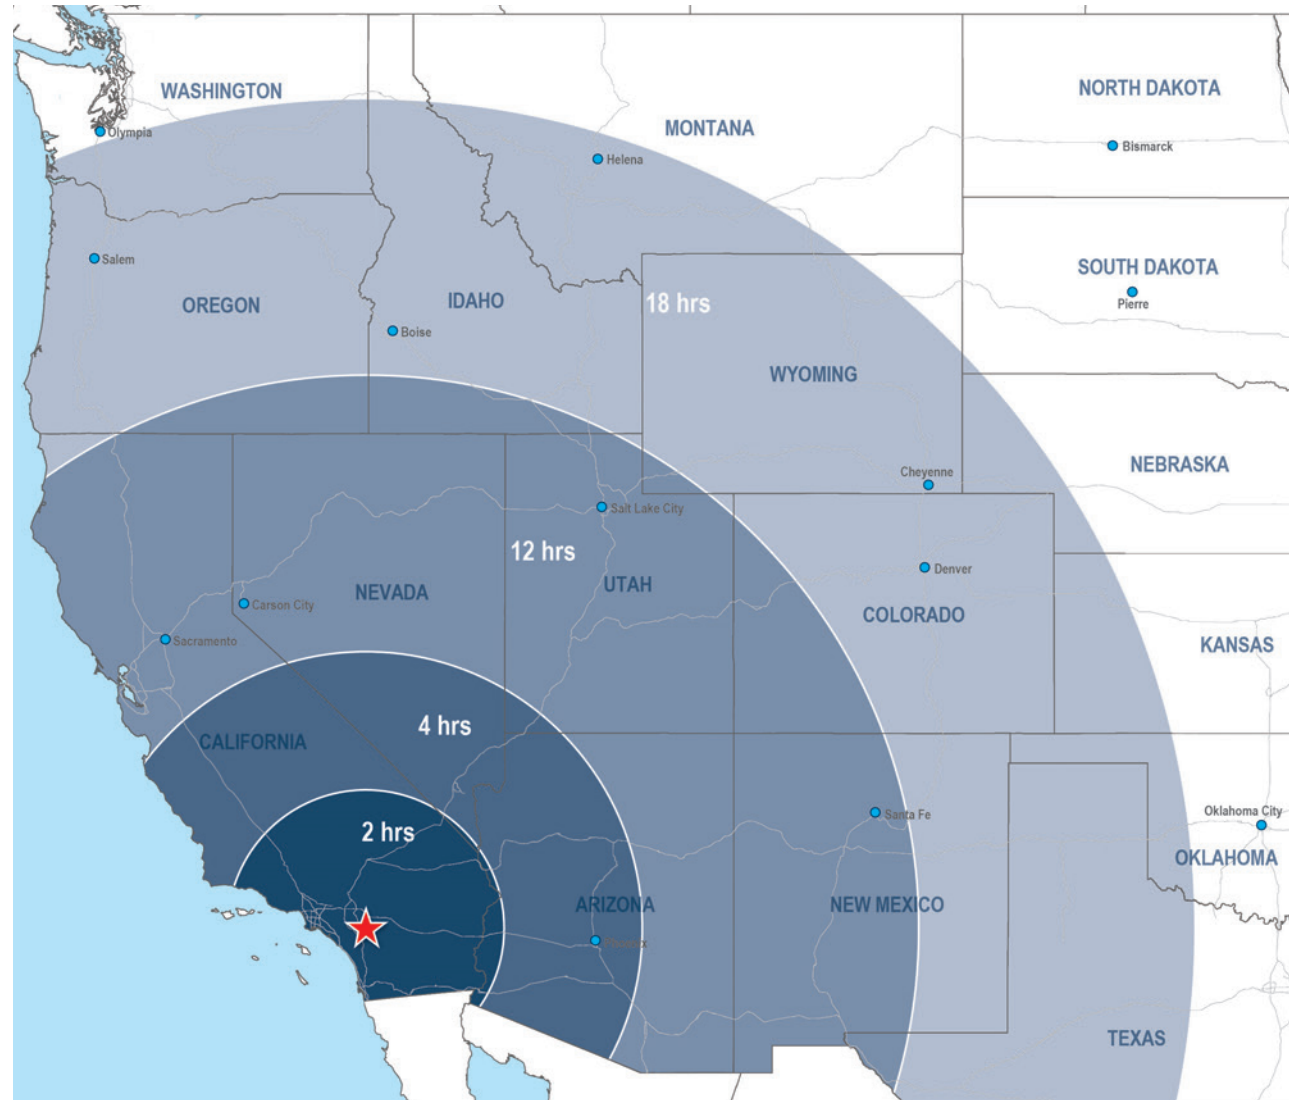 WASHINGTON
NORTH DAKOTA
MONTANA
Olympia
Bismarck
Helena
Salem
SOUTH DAKOTA
OREGON
IDAHO
18 hrs
Pierre
Boise
WYOMING
NEBRASKA
Cheyenne
Salt Lake City
12 hrs
Denver
NEVADA
UTAH
Carson City
COLORADO
Sacramento
KANSAS
4 hrs
CALIFORNIA
2 hrs
Santa Fe
Oklahoma City
OKLAHOMA
ARIZONA
NEW MEXICO
Phoenix
TEXAS